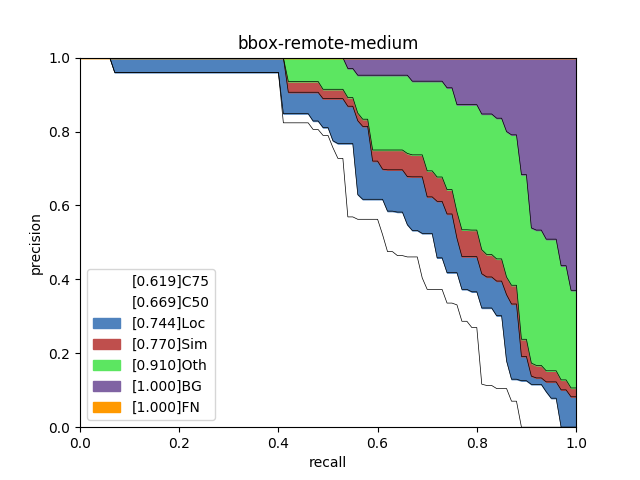 bbox-remote-medium
1.0
0.8
0.6
0.4
0.2
0.0
precision
[0.619]C75
[0.669]C50
[0.744]Loc
[0.770]Sim
[0.910]Oth
[1.000]BG
[1.000]FN
0.0 0.2 0.4 0.6 0.8 1.0
recall